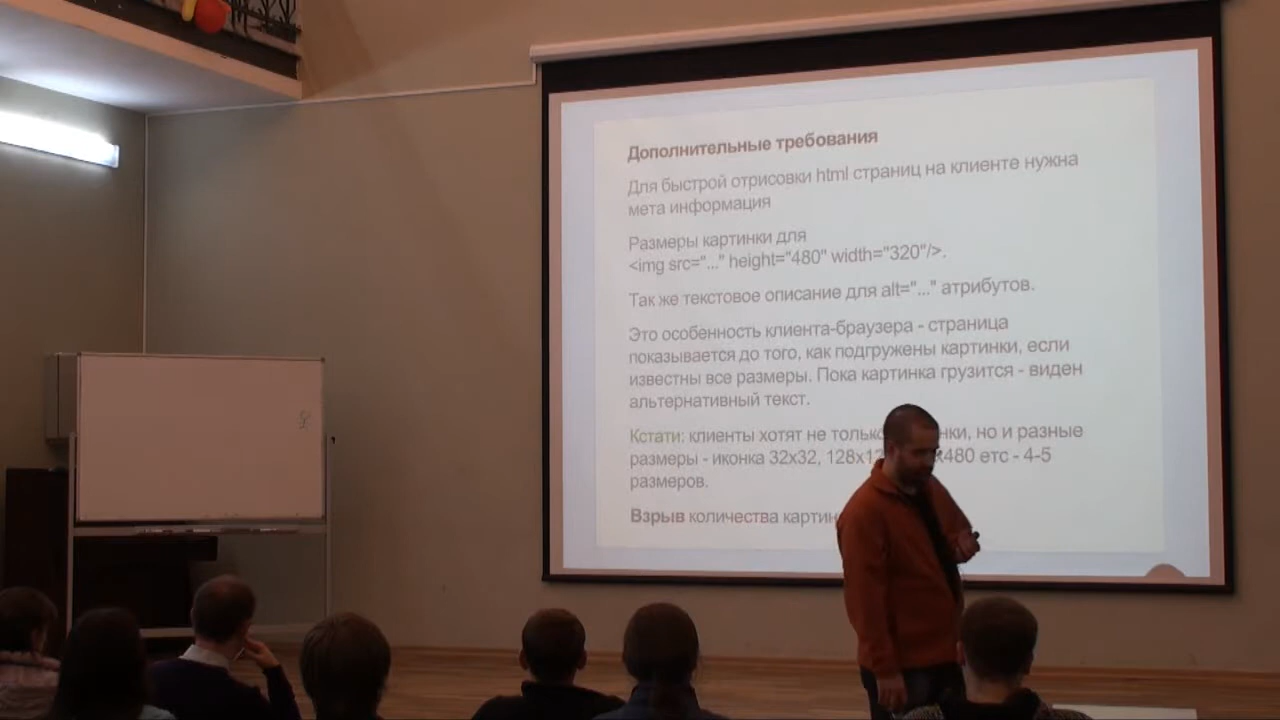 Дополнительные требования
Для быстрой отрисовки html страниц на клиенте нужна
мета информация
Размеры картинки для
<img src="..." height="480" width="320"/>.
Так же текстовое описание для alt="..." атрибутов.
Это особенность клиента-браузера - страница
показывается до того, как подгружены картинки, если
известны все размеры. Пока картинка грузится - виден
альтернативный текст.
Кстати: клиенты хотят не только но и разные
размеры - иконка 32x32, етс - 4-5
размеров.
Взрыв количества